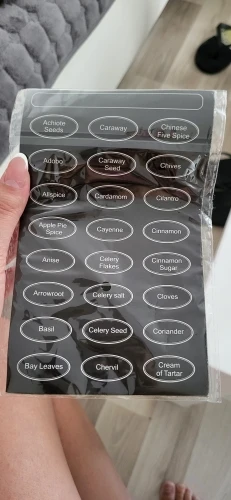 Achiote
Seeds
Caraway
Chinese
Five Spice
Adobo
Caraway
Seed
Chives
Allspice
Cardamom
Cilantro
Apple Pie
Spice
Cayenne
Cinnamon
Anise
Celery
Flakes
Cinnamon
Sugar
Arrowroot
Celery salt
Cloves
Basil
Celery Seed
Coriander
Bay Leaves
Chervil
Cream
of Tartar